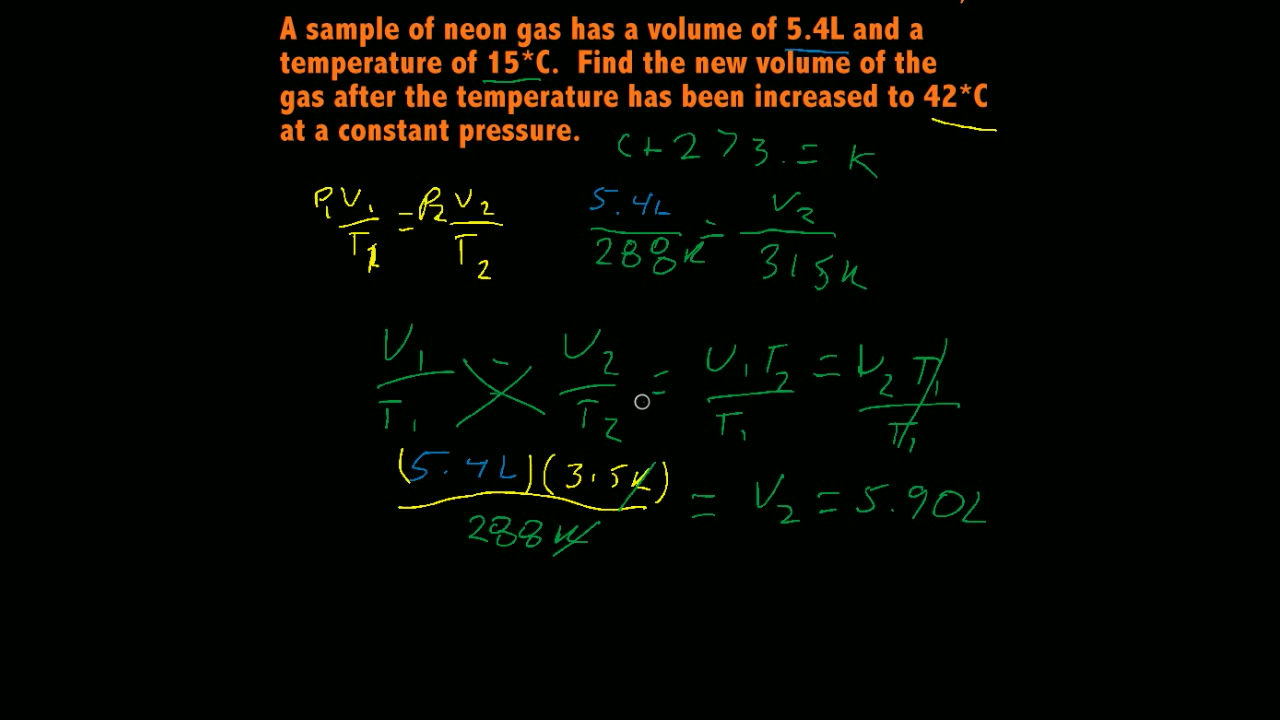 A sample of neon gas has a volume of 5.4L and a
temperature of 15*C. Find the new volume of the
gas after the temperature has been increased to 42*C
at a constant pressure.
C+273.=K
P₁V₁/T₁ = P₂V₂/T₂
5.4L/288K = V₂/315K
V₁/T₁ = V₂/T₂ = V₁T₂/T₁ = V₂T₁/T₁
(5.4L)(3.5K)/288K = V₂ = 5.90L